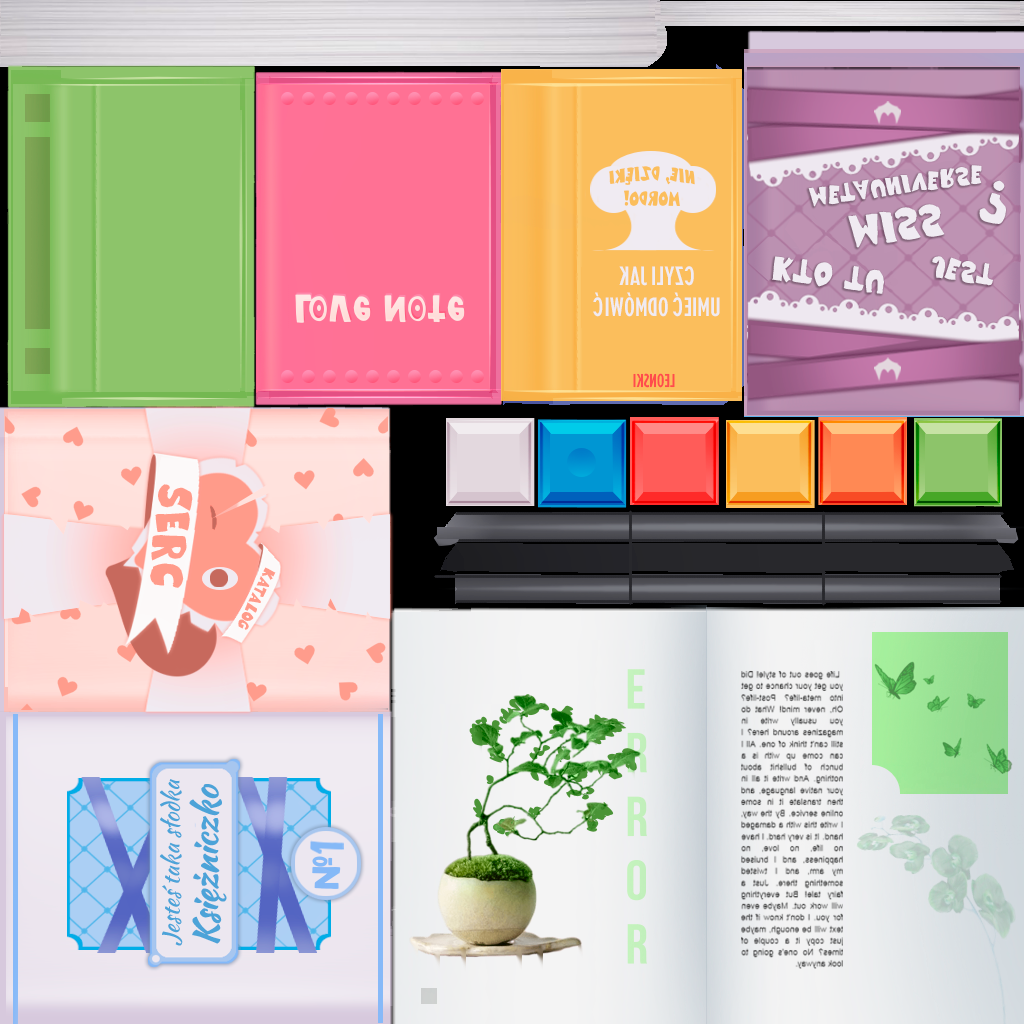 LOVE NOTE
NIE, DZIĘKI
MORDO!
CZYLI JAK
UMIEĆ ODMÓWIĆ
LEONSKI
KTO TU JEST
MISS
METAUNIVERSE ?
SERG
KATALOG
Jesteś taka słodka
Księżniczko
№1
ERROR
Life goes out of style! Did
you get your chance to get
into meta-life? Post-life?
Oh, never mind! What do
you usually write in
magazines around here? I
still can't think of one. All I
can come up with is a
bunch of bullshit about
nothing. And write it all in
your native language, and
then translate it in some
online service. By the way,
I write this with a damaged
hand. It is very hard. I have
no life, no love, no
happiness, and I bruised
my arm, and I twisted
something there. Just a
fairy tale! But everything
will work out. Maybe even
for you. I don't know if the
text will be enough, maybe
just copy it a couple of
times? No one's going to
look anyway.